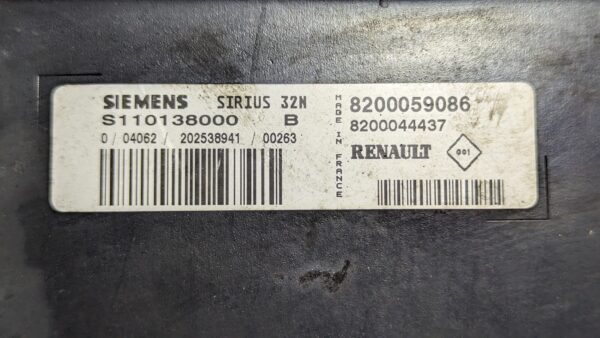 SIEMENS SIRIUS 32N
S110138000 B
0 / 04062 / 202538941 / 00263
MADE IN FRANCE
8200059086
8200044437
RENAULT 001